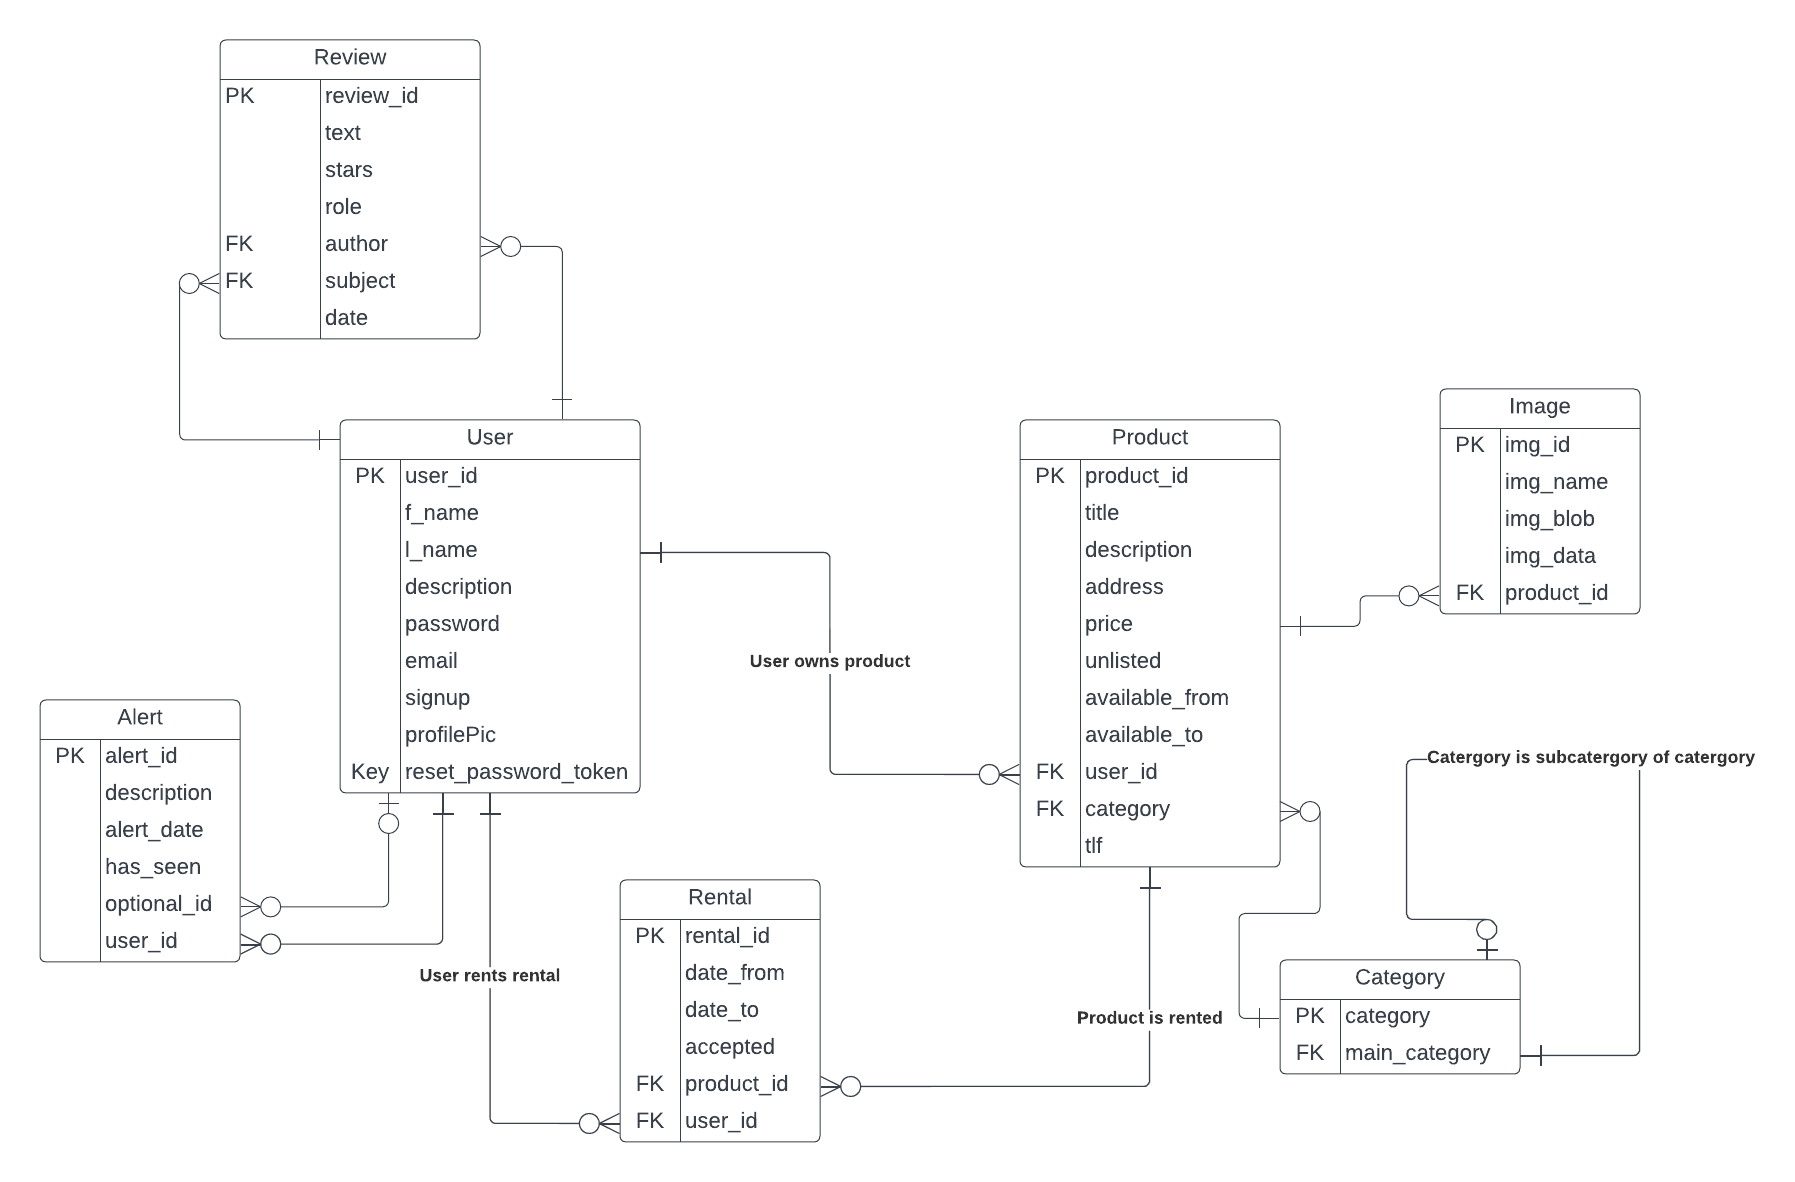 Review
PK review_id
text
stars
role
FK author
FK subject
date
User
PK user_id
f_name
l_name
description
password
email
signup
profilePic
Key reset_password_token
User owns product
Product
PK product_id
title
description
address
price
unlisted
available_from
available_to
FK user_id
FK category
tlf
Image
PK img_id
img_name
img_blob
img_data
FK product_id
Alert
PK alert_id
description
alert_date
has_seen
optional_id
user_id
User rents rental
Rental
PK rental_id
date_from
date_to
accepted
FK product_id
FK user_id
Product is rented
Catergory is subcatergory of catergory
Category
PK category
FK main_category